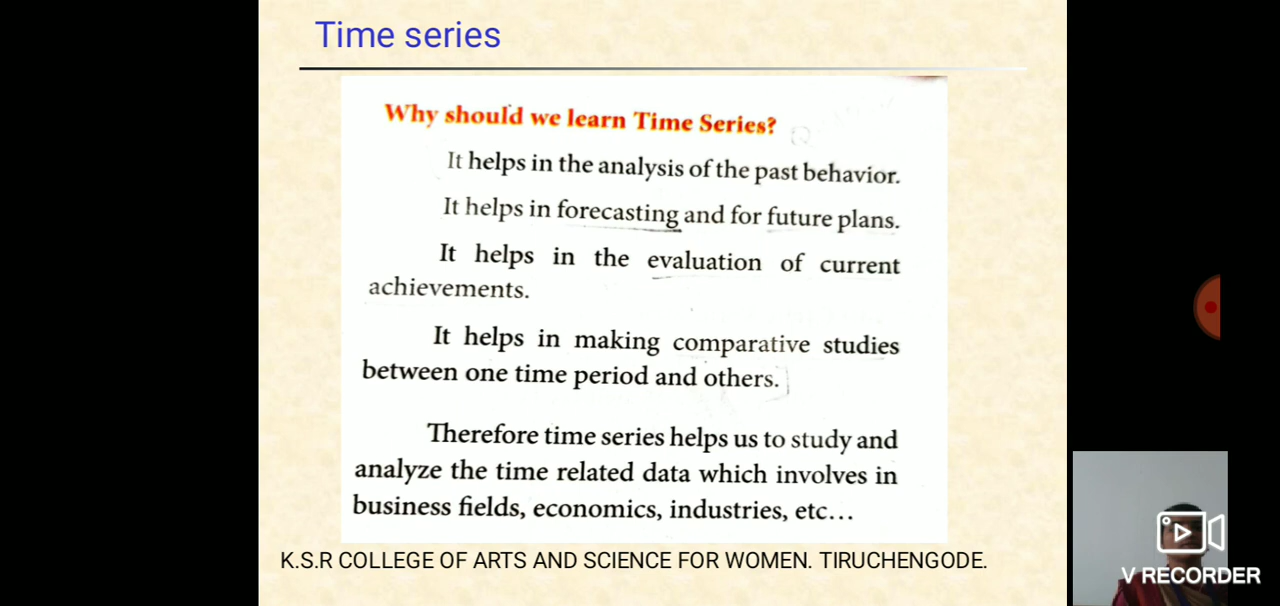 Time series
Why should we learn Time Series?
It helps in the analysis of the past behavior.
It helps in forecasting and for future plans.
It helps in the evaluation of current
achievements.
It helps in making comparative studies
between one time period and others.
Therefore time series helps us to study and
analyze the time related data which involves in
business fields, economics, industries, etc...
K.S.R COLLEGE OF ARTS AND SCIENCE FOR WOMEN. TIRUCHENGODE.
V RECORDER